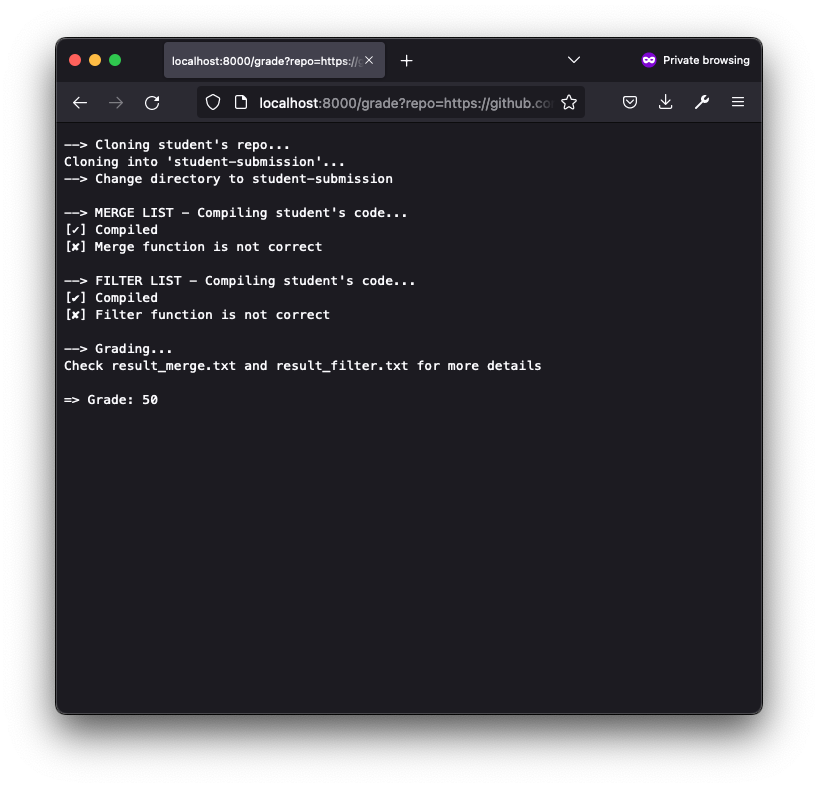 localhost:8000/grade?repo=https://g
Private browsing
localhost:8000/grade?repo=https://github.co
--> Cloning student's repo...
Cloning into 'student-submission'...
--> Change directory to student-submission
--> MERGE LIST - Compiling student's code...
[✔] Compiled
[✘] Merge function is not correct
--> FILTER LIST - Compiling student's code...
[✔] Compiled
[✘] Filter function is not correct
--> Grading...
Check result_merge.txt and result_filter.txt for more details
=> Grade: 50